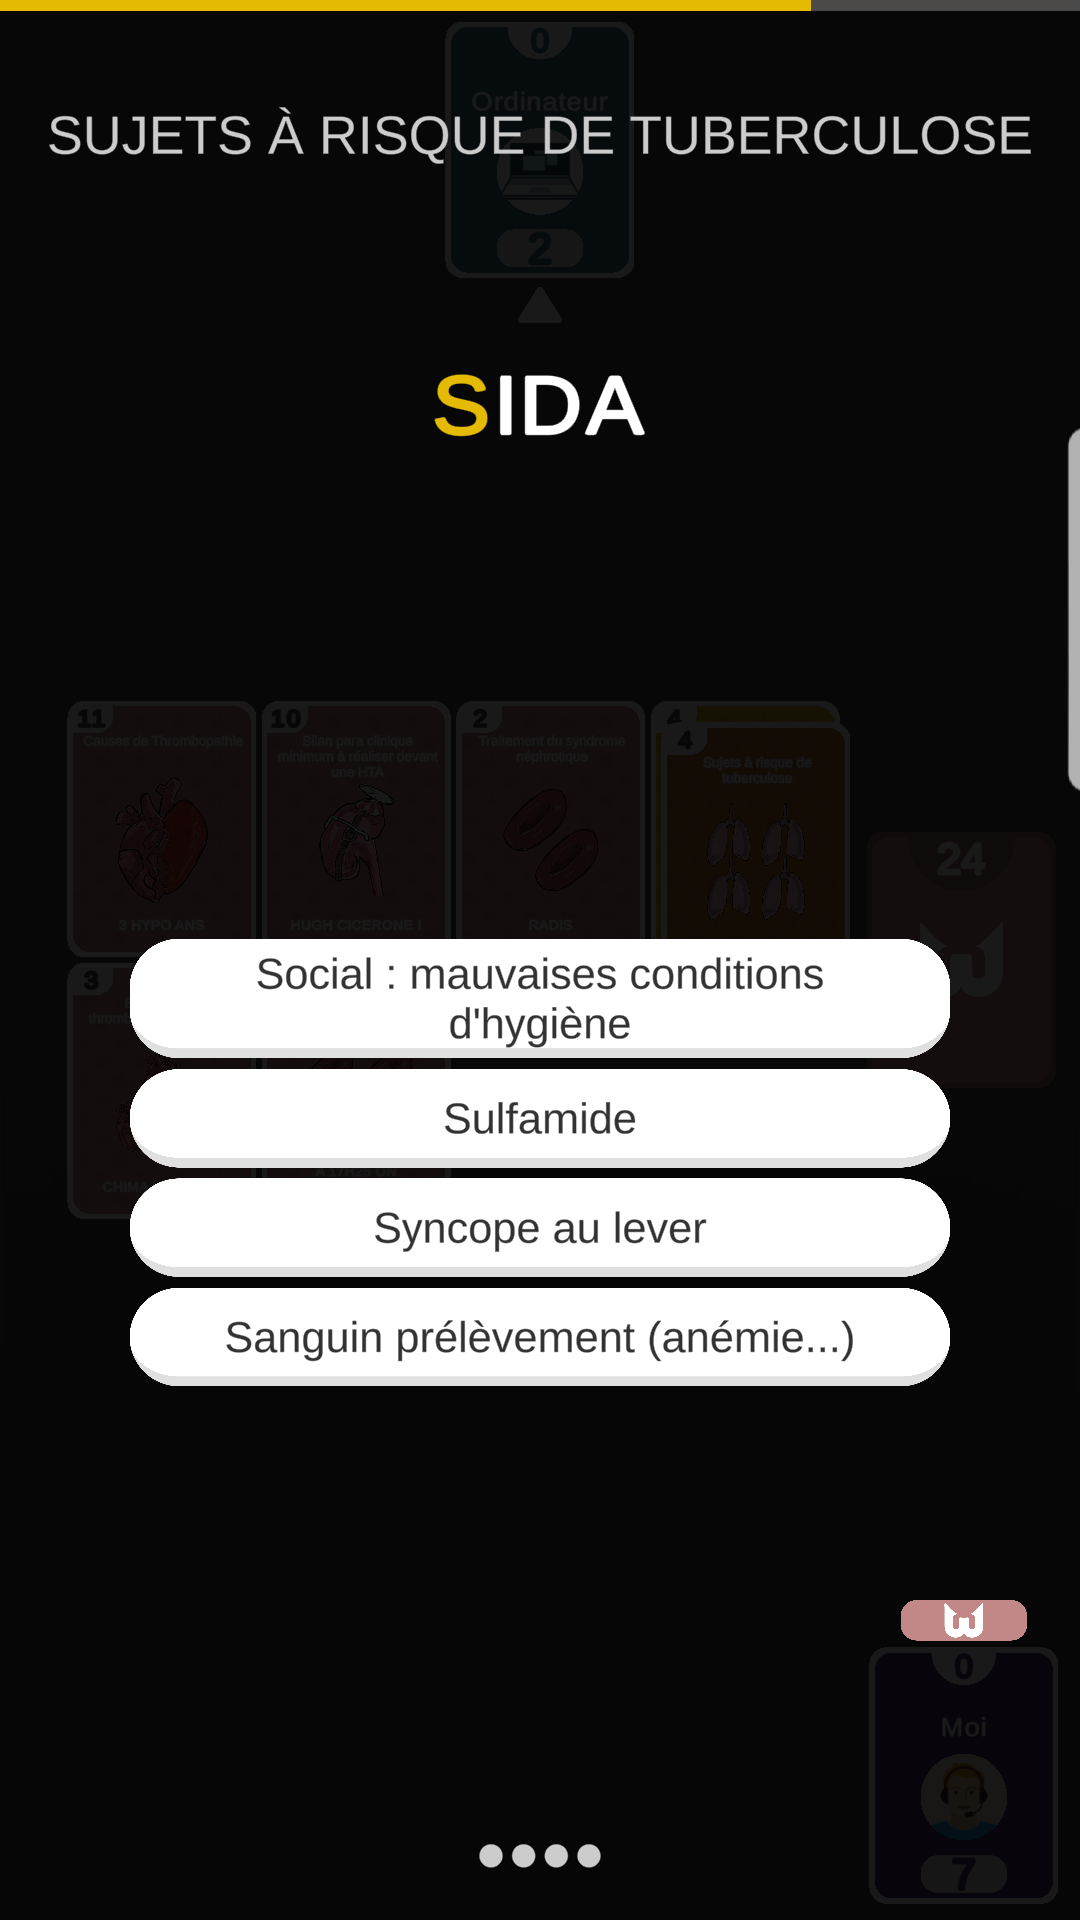 0
Ordinateur
SUJETS À RISQUE DE TUBERCULOSE
2
SIDA
11
Causes de Thrombopathie
3 HYPO ANS
10
Bilan para clinique
minimum à réaliser devant
une HTA
HUGH CICERONE !
2
Traitement du syndrome
néphrotique
RADIS
4
4
Sujets à risque de
tuberculose
24
3
Social : mauvaises conditions
d'hygiène
Sulfamide
Syncope au lever
Sanguin prélèvement (anémie...)
0
Moi
7